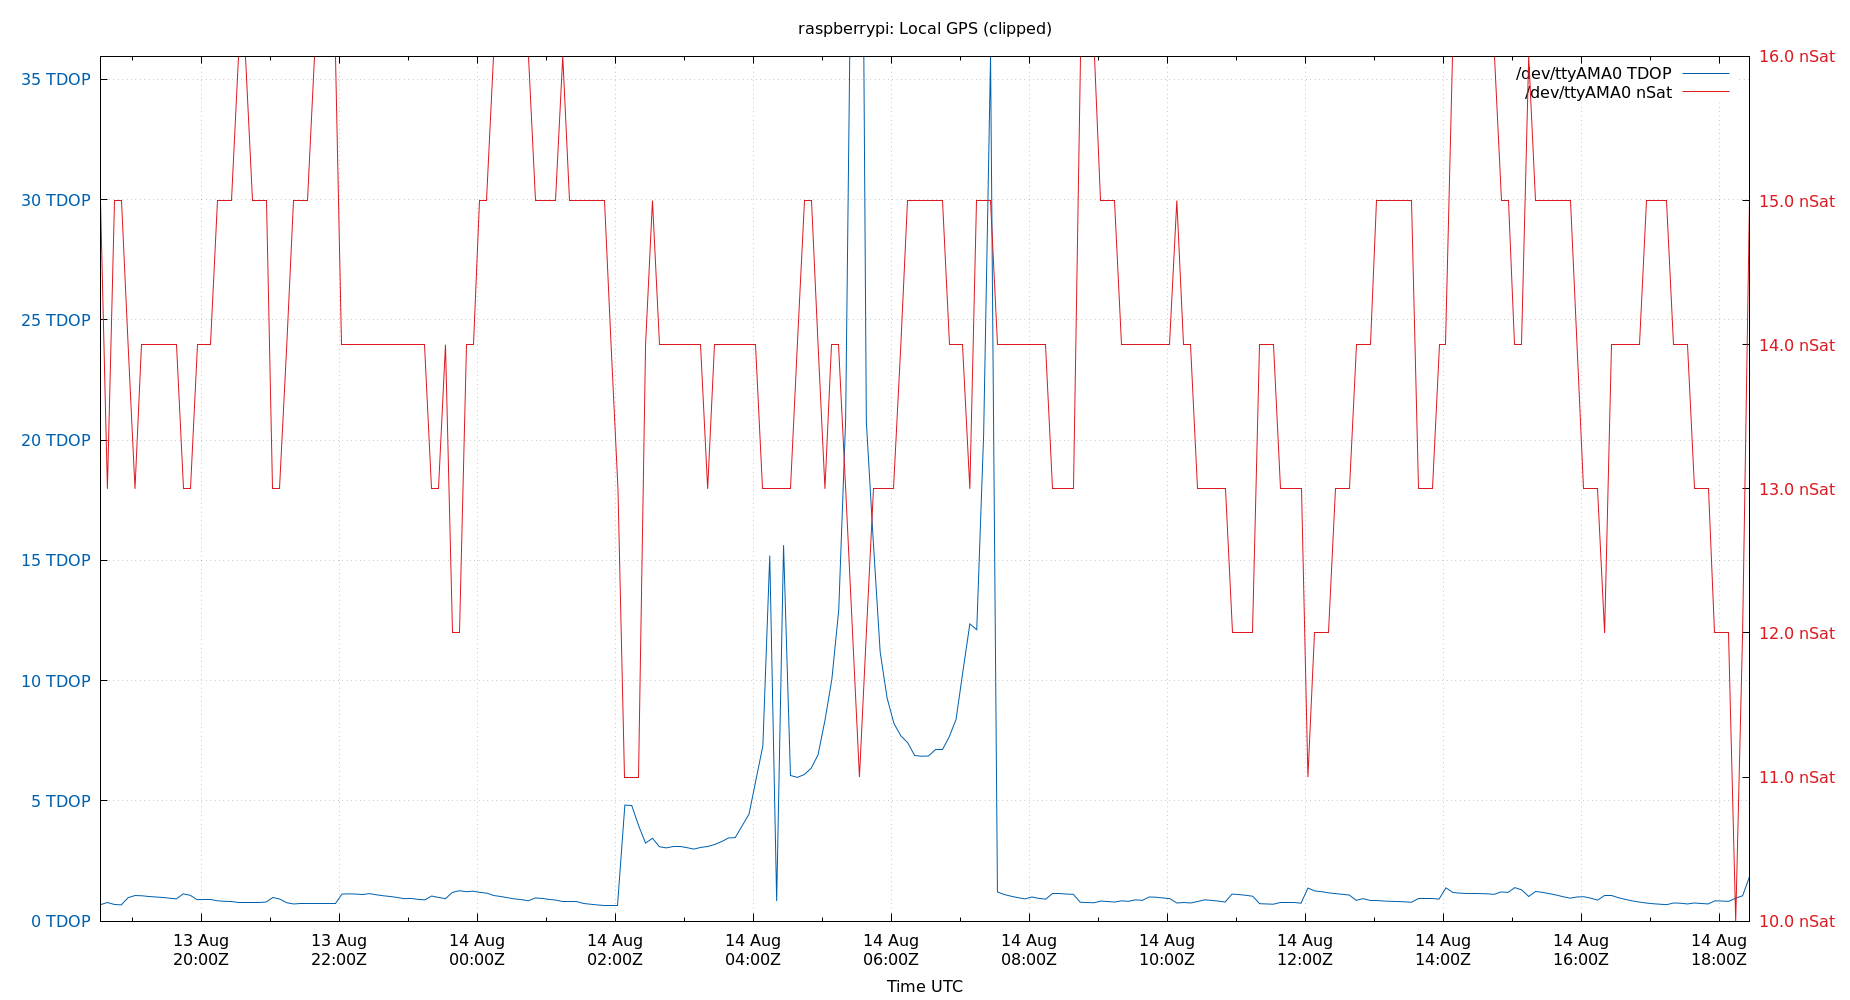 raspberrypi: Local GPS (clipped)
/dev/ttyAMA0 TDOP
/dev/ttyAMA0 nSat
35 TDOP
30 TDOP
25 TDOP
20 TDOP
15 TDOP
10 TDOP
5 TDOP
0 TDOP
16.0 nSat
15.0 nSat
14.0 nSat
13.0 nSat
12.0 nSat
11.0 nSat
10.0 nSat
13 Aug
20:00Z
13 Aug
22:00Z
14 Aug
00:00Z
14 Aug
02:00Z
14 Aug
04:00Z
14 Aug
06:00Z
14 Aug
08:00Z
14 Aug
10:00Z
14 Aug
12:00Z
14 Aug
14:00Z
14 Aug
16:00Z
14 Aug
18:00Z
Time UTC